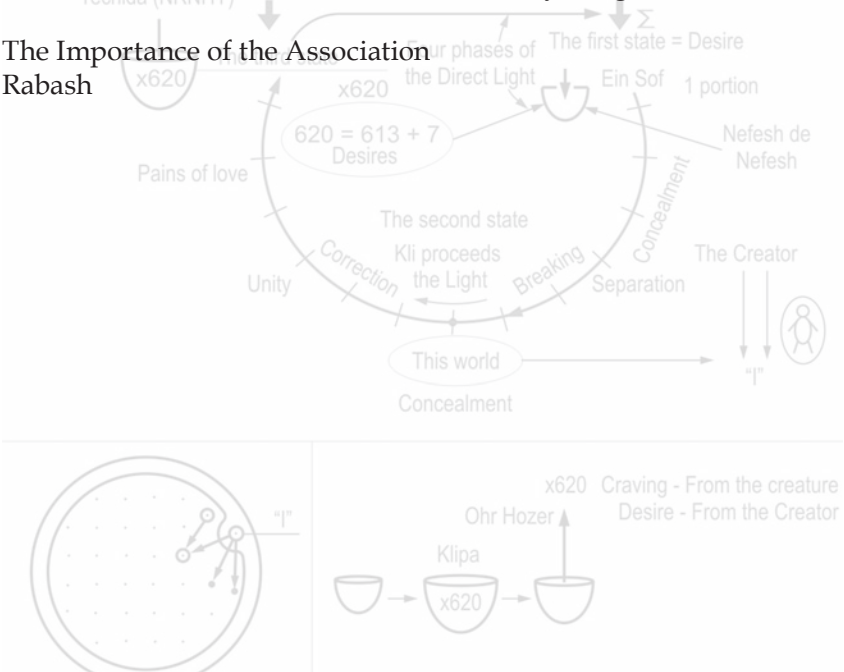 Σ
The first state = Desire
The Importance of the Association
Rabash
Four phases of
the Direct Light
The third state
x620
x620
Ein Sof
1 portion
620 = 613 + 7
Desires
Nefesh de
Nefesh
Pains of love
Concealment
The second state
Kli proceeds
the Light
Correction
Breaking
The Creator
Unity
Separation
This world
"I"
Concealment
x620 Craving - From the creature
Desire - From the Creator
Ohr Hozer
"I"
Klipa
x620